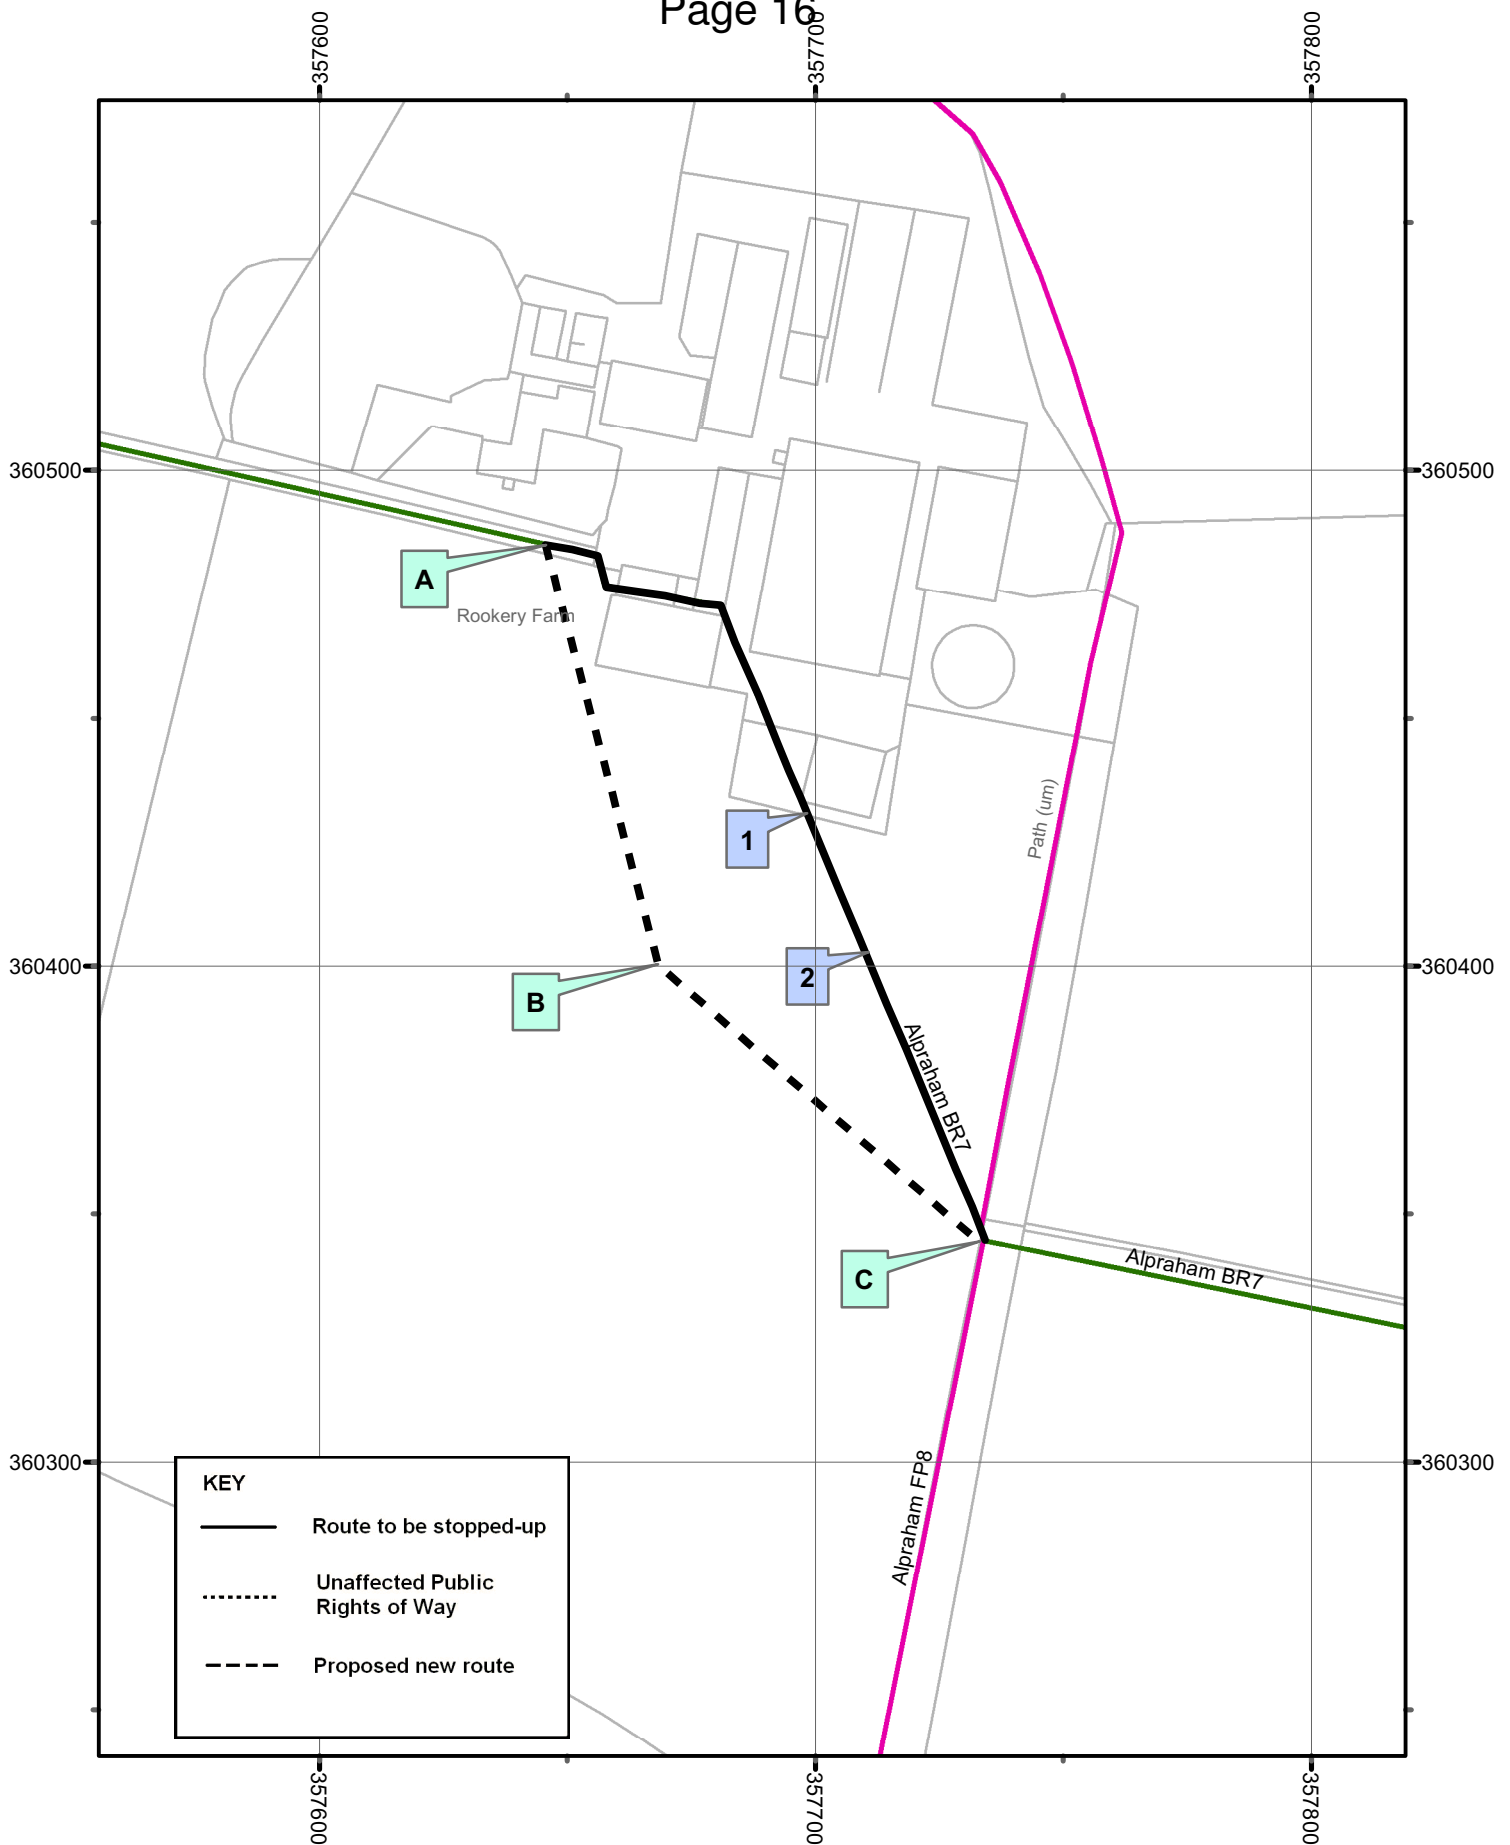 Page 16
357600
357700
357800
360500
360500
A
Rookery Farm
Path (um)
1
2
360400
360400
B
Alpraham BR7
C
Alpraham BR7
360300
360300
Alpraham FP8
KEY
Route to be stopped-up
Unaffected Public
Rights of Way
Proposed new route
357600
357700
357800